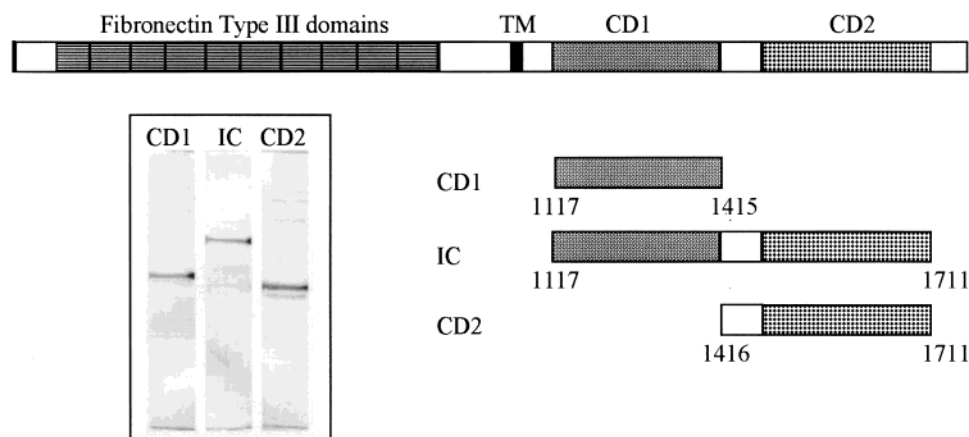 Fibronectin Type III domains TM CD1 CD2
CD1 IC CD2
CD1
1117 1415
IC
1117 1711
CD2
1416 1711